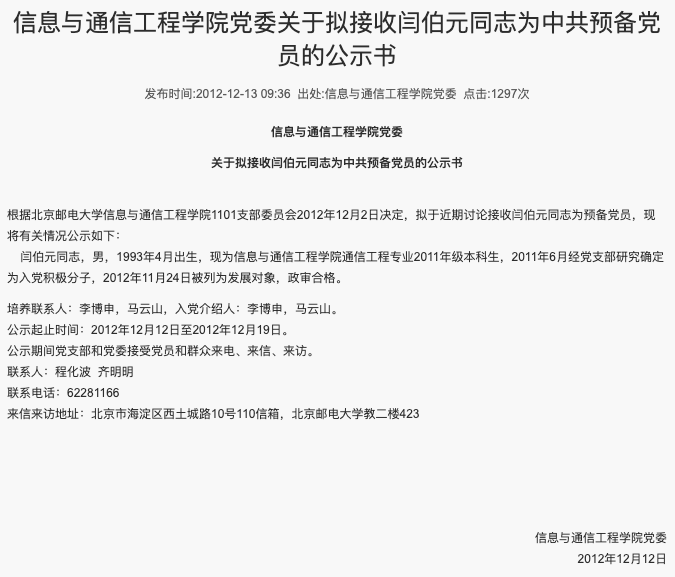 信息与通信工程学院党委关于拟接收闫伯元同志为中共预备党
员的公示书
发布时间:2012-12-13 09:36 出处:信息与通信工程学院党委 点击:1297次
信息与通信工程学院党委
关于拟接收闫伯元同志为中共预备党员的公示书
根据北京邮电大学信息与通信工程学院1101支部委员会2012年12月2日决定，拟于近期讨论接收闫伯元同志为预备党员，现
将有关情况公示如下：
闫伯元同志，男，1993年4月出生，现为信息与通信工程学院通信工程专业2011年级本科生，2011年6月经党支部研究确定
为入党积极分子，2012年11月24日被列为发展对象，政审合格。
培养联系人：李博申，马云山，入党介绍人：李博申，马云山。
公示起止时间：2012年12月12日至2012年12月19日。
公示期间党支部和党委接受党员和群众来电、来信、来访。
联系人：程化波 齐明明
联系电话：62281166
来信来访地址：北京市海淀区西土城路10号110信箱，北京邮电大学教二楼423
信息与通信工程学院党委
2012年12月12日